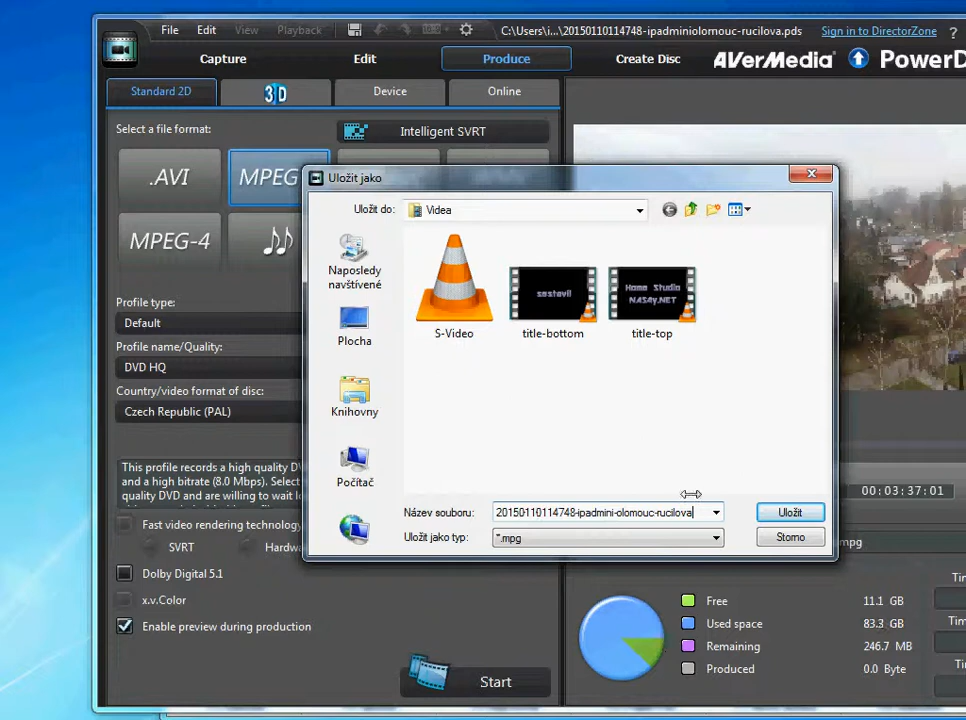 File Edit View Playback
C:\Users\i...\20150110114748-ipadminiolomouc-rucilova.pds
Sign in to DirectorZone ?
Capture Edit Produce Create Disc
AVerMedia PowerD
Standard 2D 3D Device Online
Select a file format:
Intelligent SVRT
.AVI MPEG
MPEG-4
Profile type:
Default
Profile name/Quality:
DVD HQ
Country/video format of disc:
Czech Republic (PAL)
This profile records a high quality DV
and a high bitrate (8.0 Mbps). Select
quality DVD and are willing to wait lo
Fast video rendering technology
SVRT Hardwa
Dolby Digital 5.1
x.v.Color
Enable preview during production
Start
Uložit jako
Uložit do: Videa
Naposledy
navštívené
Plocha
Knihovny
Počítač
S-Video
sestavil
title-bottom
Home Studio
NASAy.NET
title-top
Název souboru: 20150110114748-ipadmini-olomouc-rucilova
Uložit
Uložit jako typ: *.mpg
Storno
00:03:37:01
mpg
Free 11.1 GB
Used space 83.3 GB
Remaining 246.7 MB
Produced 0.0 Byte
Tin
Time
Ti